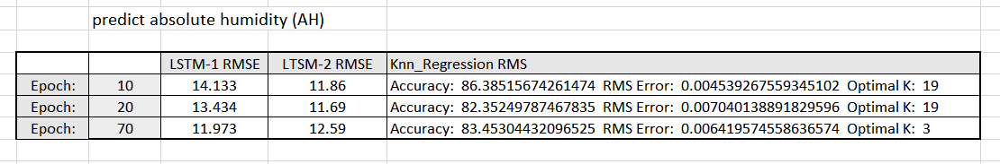 predict absolute humidity (AH)
LSTM-1 RMSE LTSM-2 RMSE Knn_Regression RMS
Epoch: 10 14.133 11.86 Accuracy: 86.38515674261474 RMS Error: 0.004539267559345102 Optimal K: 19
Epoch: 20 13.434 11.69 Accuracy: 82.35249787467835 RMS Error: 0.007040138891829596 Optimal K: 19
Epoch: 70 11.973 12.59 Accuracy: 83.45304432096525 RMS Error: 0.006419574558636574 Optimal K: 3